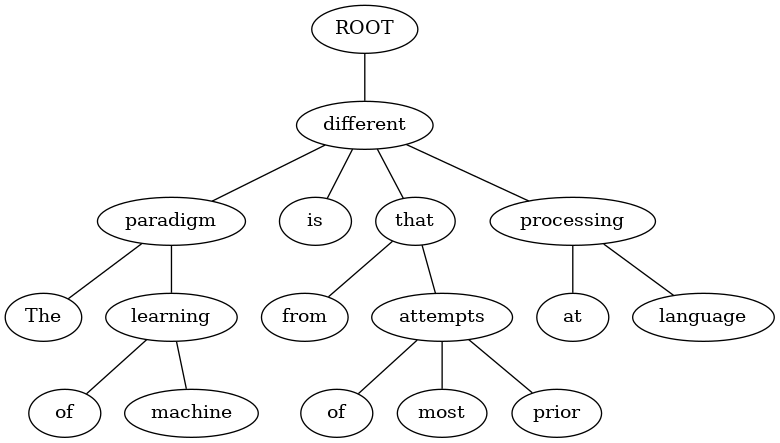 ROOT
different
paradigm is that processing
The learning from attempts at language
of machine of most prior